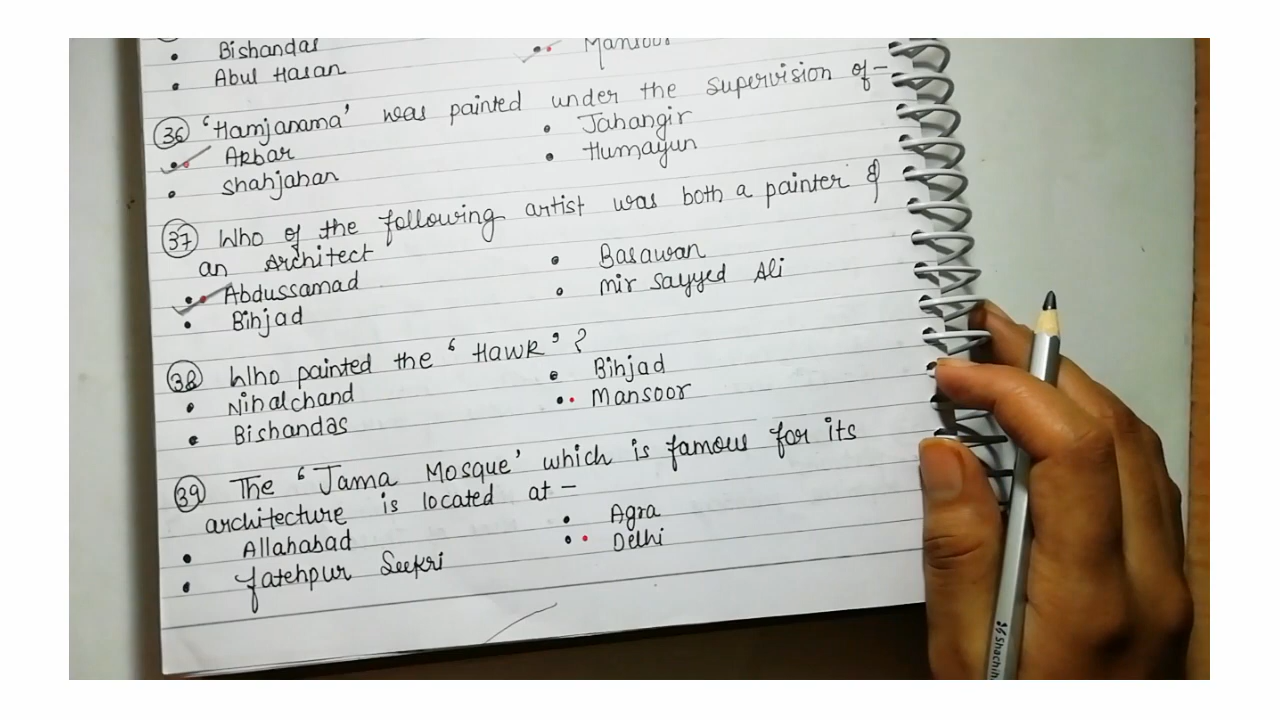 Bishandas
Mansoor
Abul Hasan
36 'Hamjanama' was painted under the supervision of-
Akbar
Jahangir
Shahjahan
Humayun
37 Who of the following artist was both a painter &
an Architect
Abdussamad
Basawan
Bihjad
Mir Sayyed Ali
38 Who painted the 'Hawk'?
Nihalchand
Bihjad
Bishandas
Mansoor
39 The 'Jama Mosque' which is famous for its
architecture is located at -
Allahabad
Agra
Fatehpur Seekri
Delhi